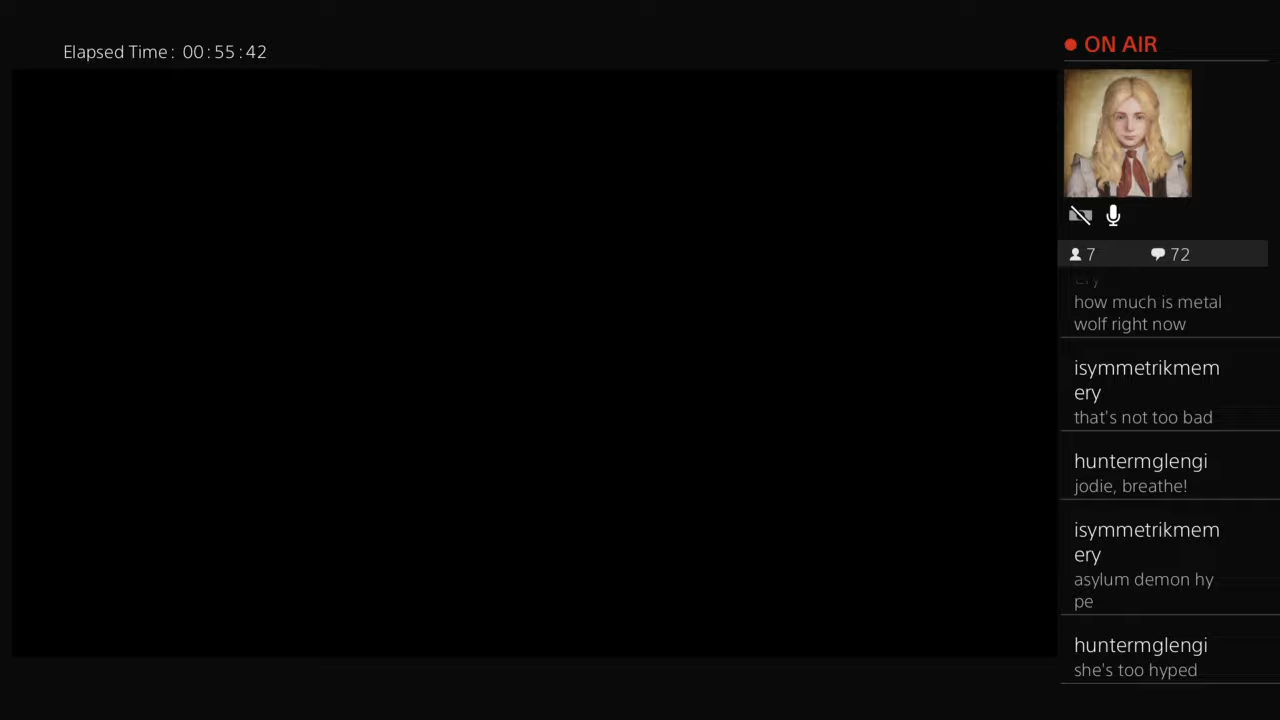 Elapsed Time: 00:55:42
ON AIR
7 72
how much is metal
wolf right now
isymmetrikmem
ery
that's not too bad
huntermglengi
jodie, breathe!
isymmetrikmem
ery
asylum demon hy
pe
huntermglengi
she's too hyped